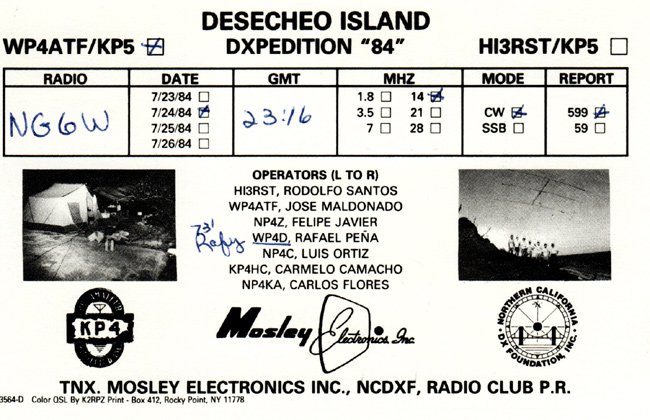 DESECHEO ISLAND
WP4ATF/KP5 DXPEDITION "84" HI3RST/KP5
RADIO DATE GMT MHZ MODE REPORT
7/23/84 1.8 14
NG6W 7/24/84 23:16 3.5 21 CW 599
7/25/84 7 28 SSB 59
7/26/84
OPERATORS (L TO R)
HI3RST, RODOLFO SANTOS
WP4ATF, JOSE MALDONADO
NP4Z, FELIPE JAVIER
73' Rafy WP4D, RAFAEL PEÑA
NP4C, LUIS ORTIZ
KP4HC, CARMELO CAMACHO
NP4KA, CARLOS FLORES
KP4
Mosley Electronics, Inc.
NORTHERN CALIFORNIA DX FOUNDATION, INC.
TNX. MOSLEY ELECTRONICS INC., NCDXF, RADIO CLUB P.R.
3564-D Color QSL By K2RPZ Print - Box 412, Rocky Point, NY 11778